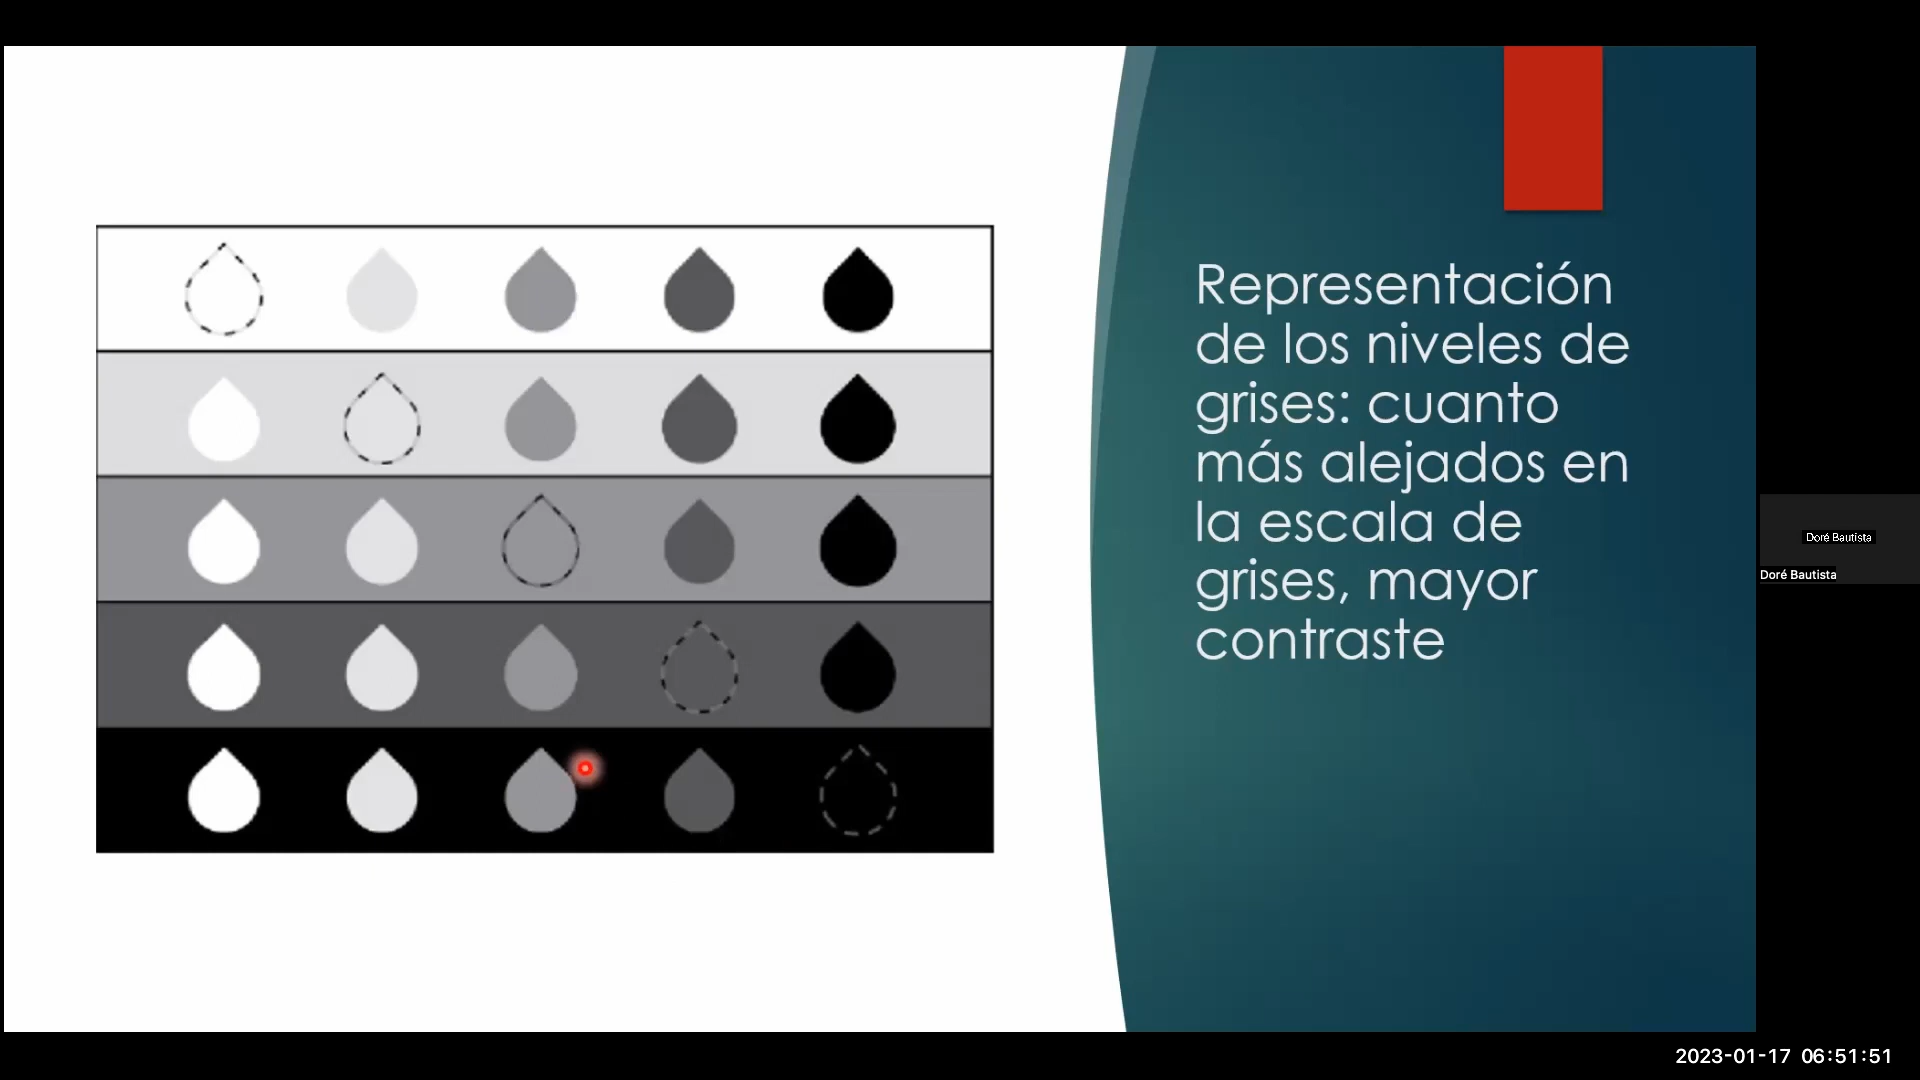 Representación
de los niveles de
grises: cuanto
más alejados en
la escala de
grises, mayor
contraste
Doré Bautista
Doré Bautista
2023-01-17 06:51:51